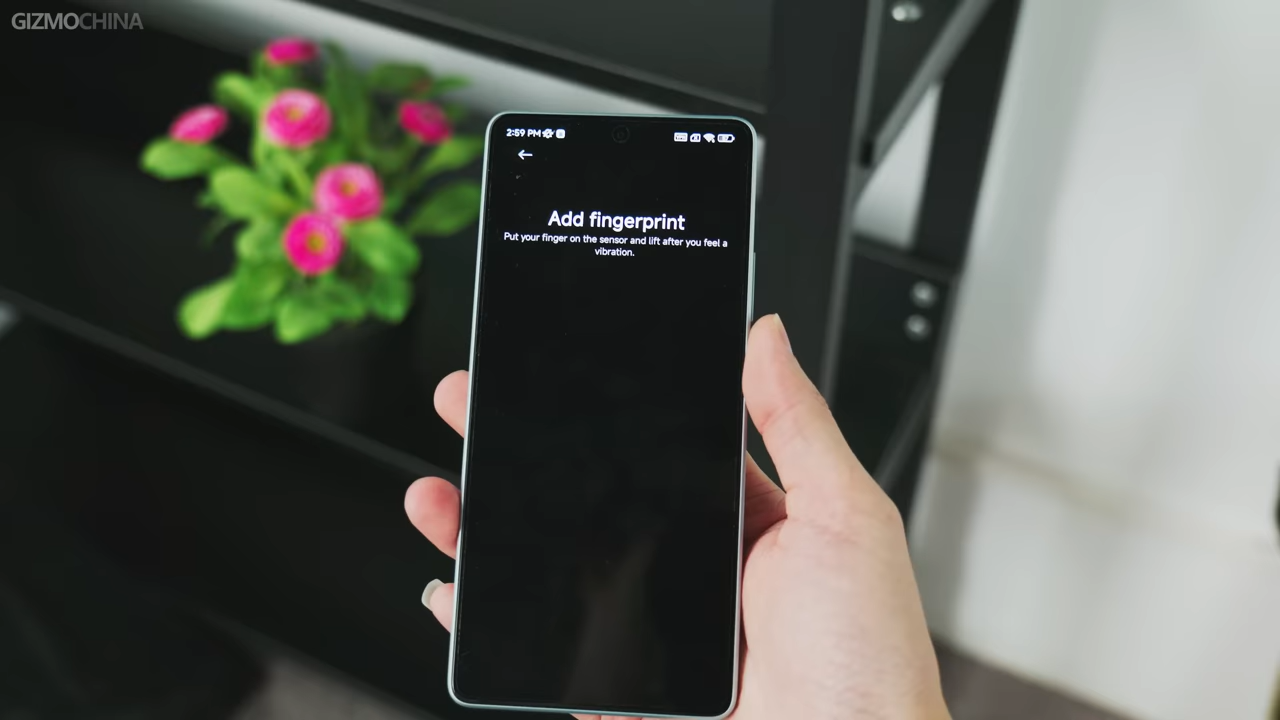 GIZMOCHINA
2:59 PM
Add fingerprint
Put your finger on the sensor and lift after you feel a
vibration.